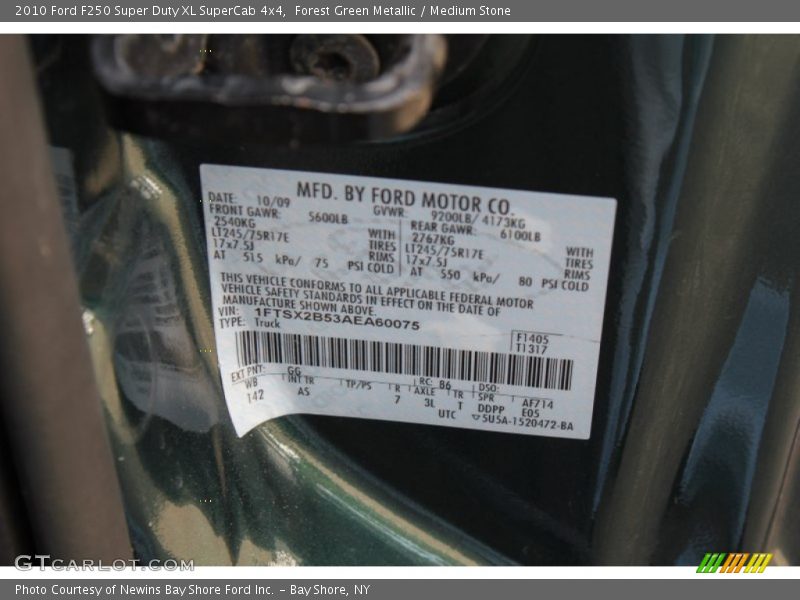 2010 Ford F250 Super Duty XL SuperCab 4x4, Forest Green Metallic / Medium Stone
MFD. BY FORD MOTOR CO.
DATE: 10/09 GVWR: 9200LB/ 4173KG
FRONT GAWR: 5600LB REAR GAWR: 6100LB
2540KG WITH 2767KG WITH
LT245/75R17E TIRES LT245/75R17E TIRES
17x7.5J RIMS 17x7.5J RIMS
AT 515 kPa/ 75 PSI COLD AT 550 kPa/ 80 PSI COLD
THIS VEHICLE CONFORMS TO ALL APPLICABLE FEDERAL MOTOR
VEHICLE SAFETY STANDARDS IN EFFECT ON THE DATE OF
MANUFACTURE SHOWN ABOVE.
VIN: 1FTSX2B53AEA60075
TYPE: Truck
F1405
T1317
EXT PNT: GG RC: B6 DSO:
WB INT TR TP/PS R AXLE TR SPR AF714
142 AS 7 3L T DDPP E05
UTC 5U5A-1520472-BA
GTCARLOT.COM
Photo Courtesy of Newins Bay Shore Ford Inc. - Bay Shore, NY